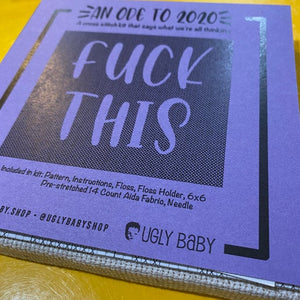 AN ODE TO 2020
A cross stitch kit that says what we're all thinking
FUCK
THIS
Included in kit: Pattern, Instructions, Floss, Floss Holder, 6x6
Pre-stretched 14 Count Aida Fabric, Needle
BY.SHOP • @UGLYBABYSHOP
UGLY BABY